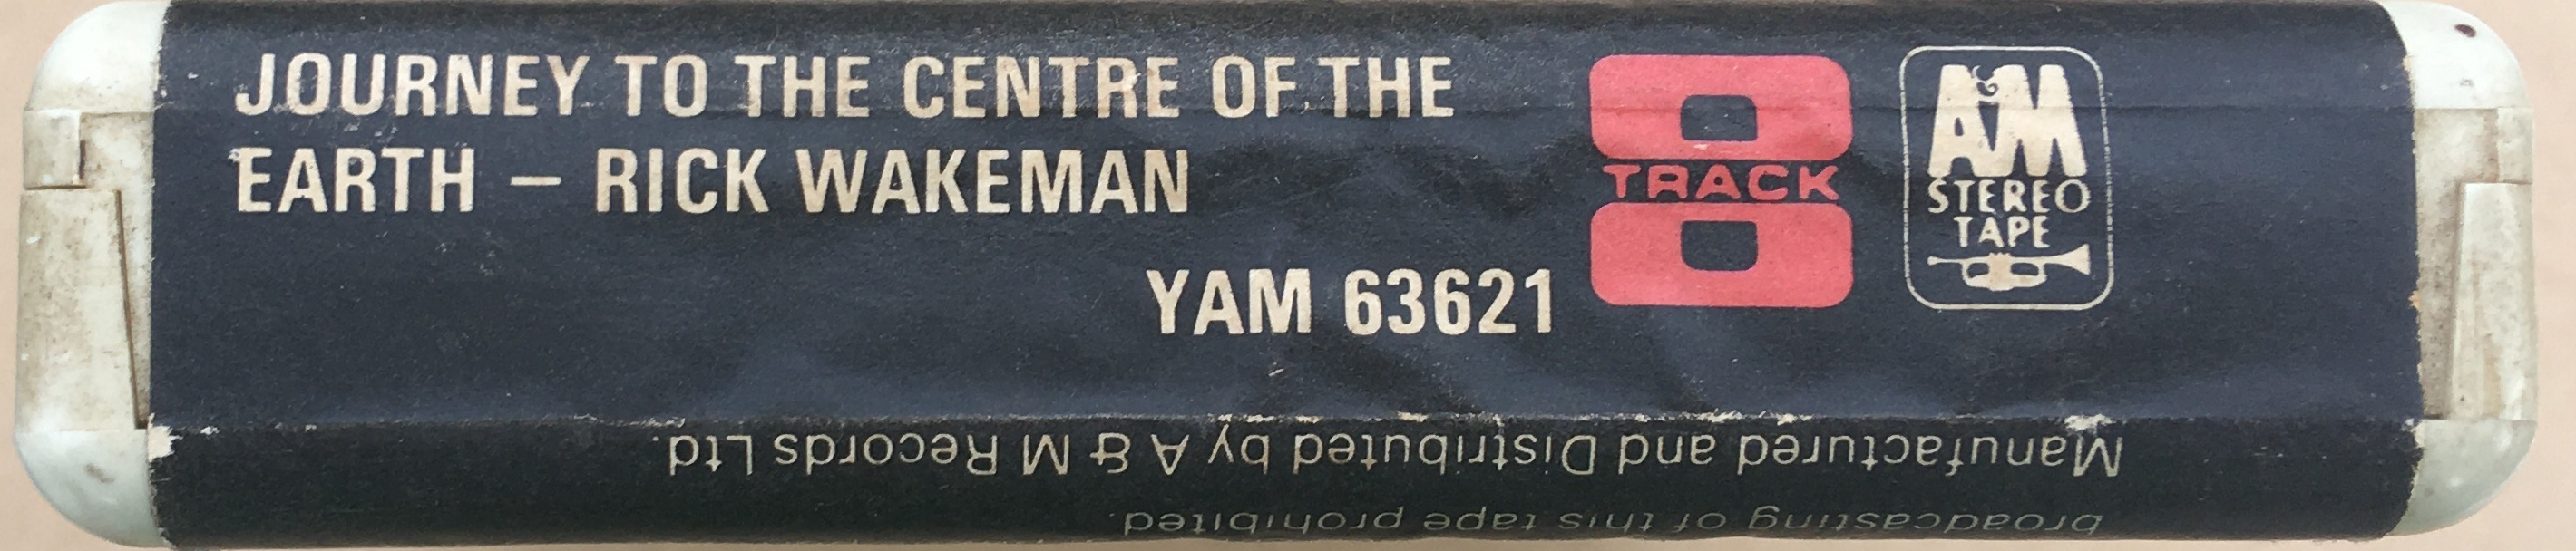 JOURNEY TO THE CENTRE OF THE
EARTH – RICK WAKEMAN
YAM 63621
8
TRACK
A&M
STEREO
TAPE
broadcasting of this tape prohibited.
Manufactured and Distributed by A & M Records Ltd.